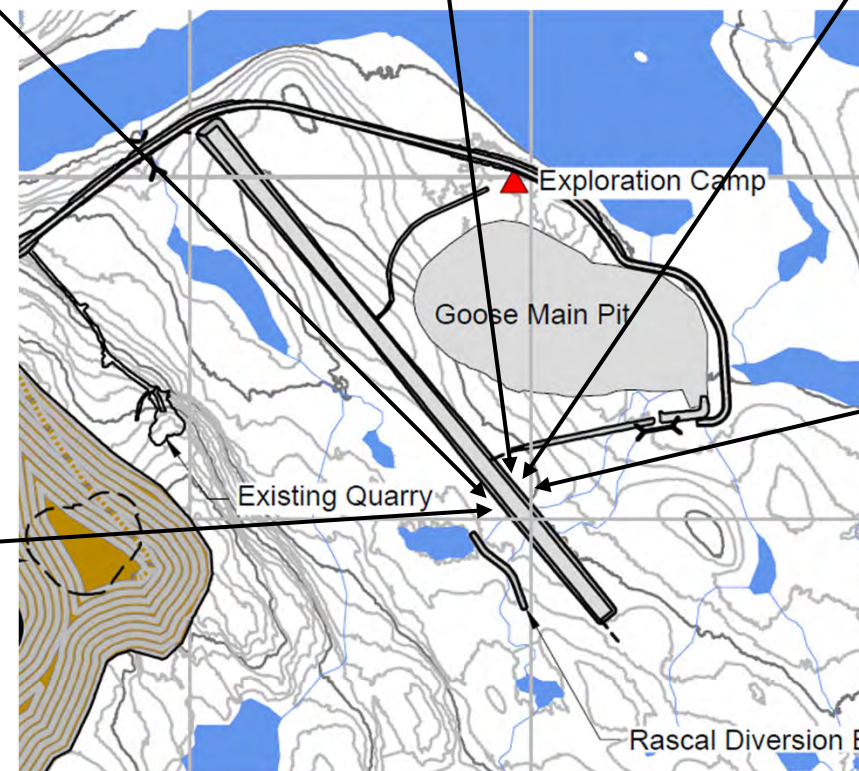 Exploration Camp
Goose Main Pit
Existing Quarry
Rascal Diversion